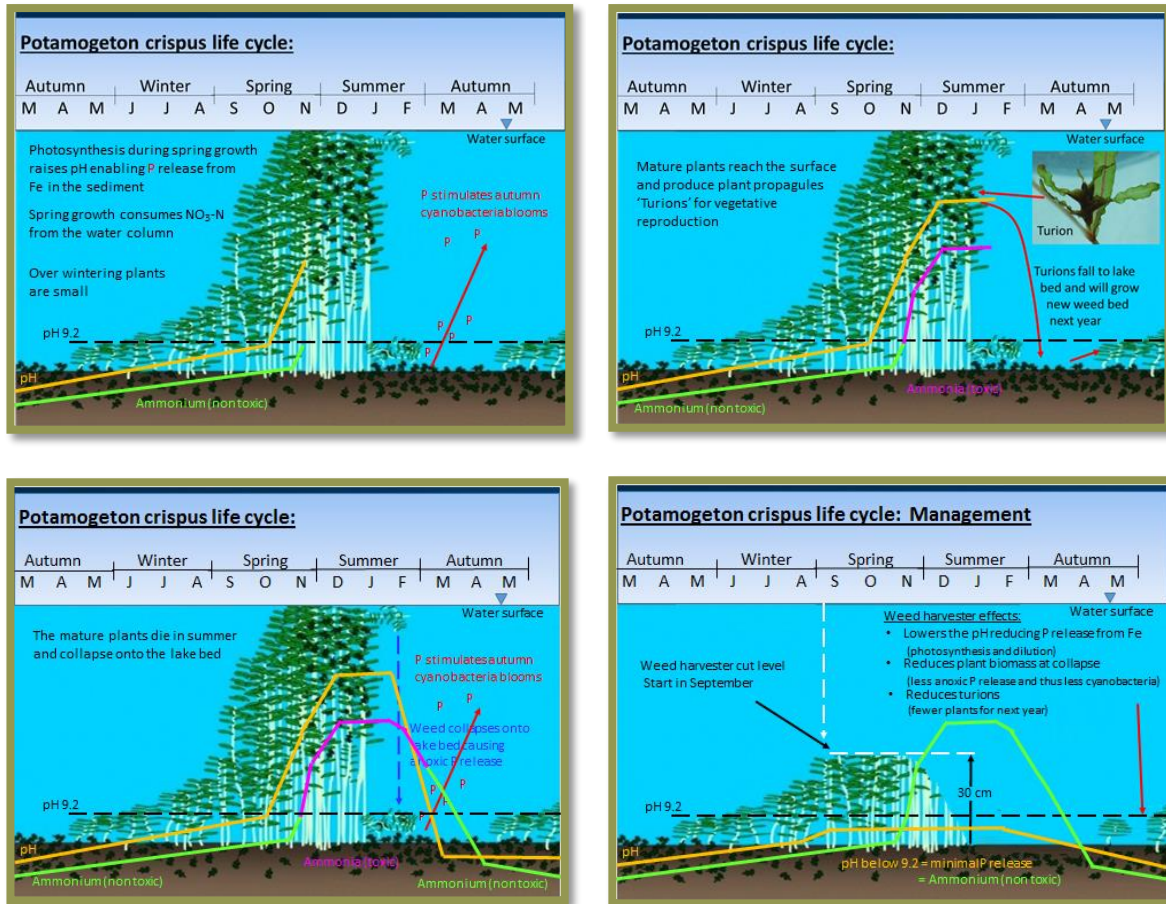 Potamogeton crispus life cycle:
Autumn Winter Spring Summer Autumn
M A M J J A S O N D J F M A M
Water surface
Photosynthesis during spring growth
raises pH enabling P release from
Fe in the sediment
Spring growth consumes NO₃-N
from the water column
Over wintering plants
are small
P stimulates autumn
cyanobacteria blooms
P P
P P
P
P
pH 9.2
pH
Ammonium (non toxic)
Potamogeton crispus life cycle:
Autumn Winter Spring Summer Autumn
M A M J J A S O N D J F M A M
Water surface
Mature plants reach the surface
and produce plant propagules
‘Turions’ for vegetative
reproduction
Turion
Turions fall to lake
bed and will grow
new weed bed
next year
pH 9.2
pH
Ammonia (toxic)
Ammonium (non toxic)
Potamogeton crispus life cycle:
Autumn Winter Spring Summer Autumn
M A M J J A S O N D J F M A M
Water surface
The mature plants die in summer
and collapse onto the lake bed
P stimulates autumn
cyanobacteria blooms
P P
Weed collapses onto
lake bed causing
anoxic P release
P P
P
P
pH 9.2
pH
Ammonia (toxic)
Ammonium (non toxic)
Ammonium (non toxic)
Potamogeton crispus life cycle: Management
Autumn Winter Spring Summer Autumn
M A M J J A S O N D J F M A M
Water surface
Weed harvester effects:
• Lowers the pH reducing P release from Fe
(photosynthesis and dilution)
• Reduces plant biomass at collapse
(less anoxic P release and thus less cyanobacteria)
• Reduces turions
(fewer plants for next year)
Weed harvester cut level
Start in September
30 cm
pH 9.2
pH
pH below 9.2 = minimal P release
= Ammonium (non toxic)